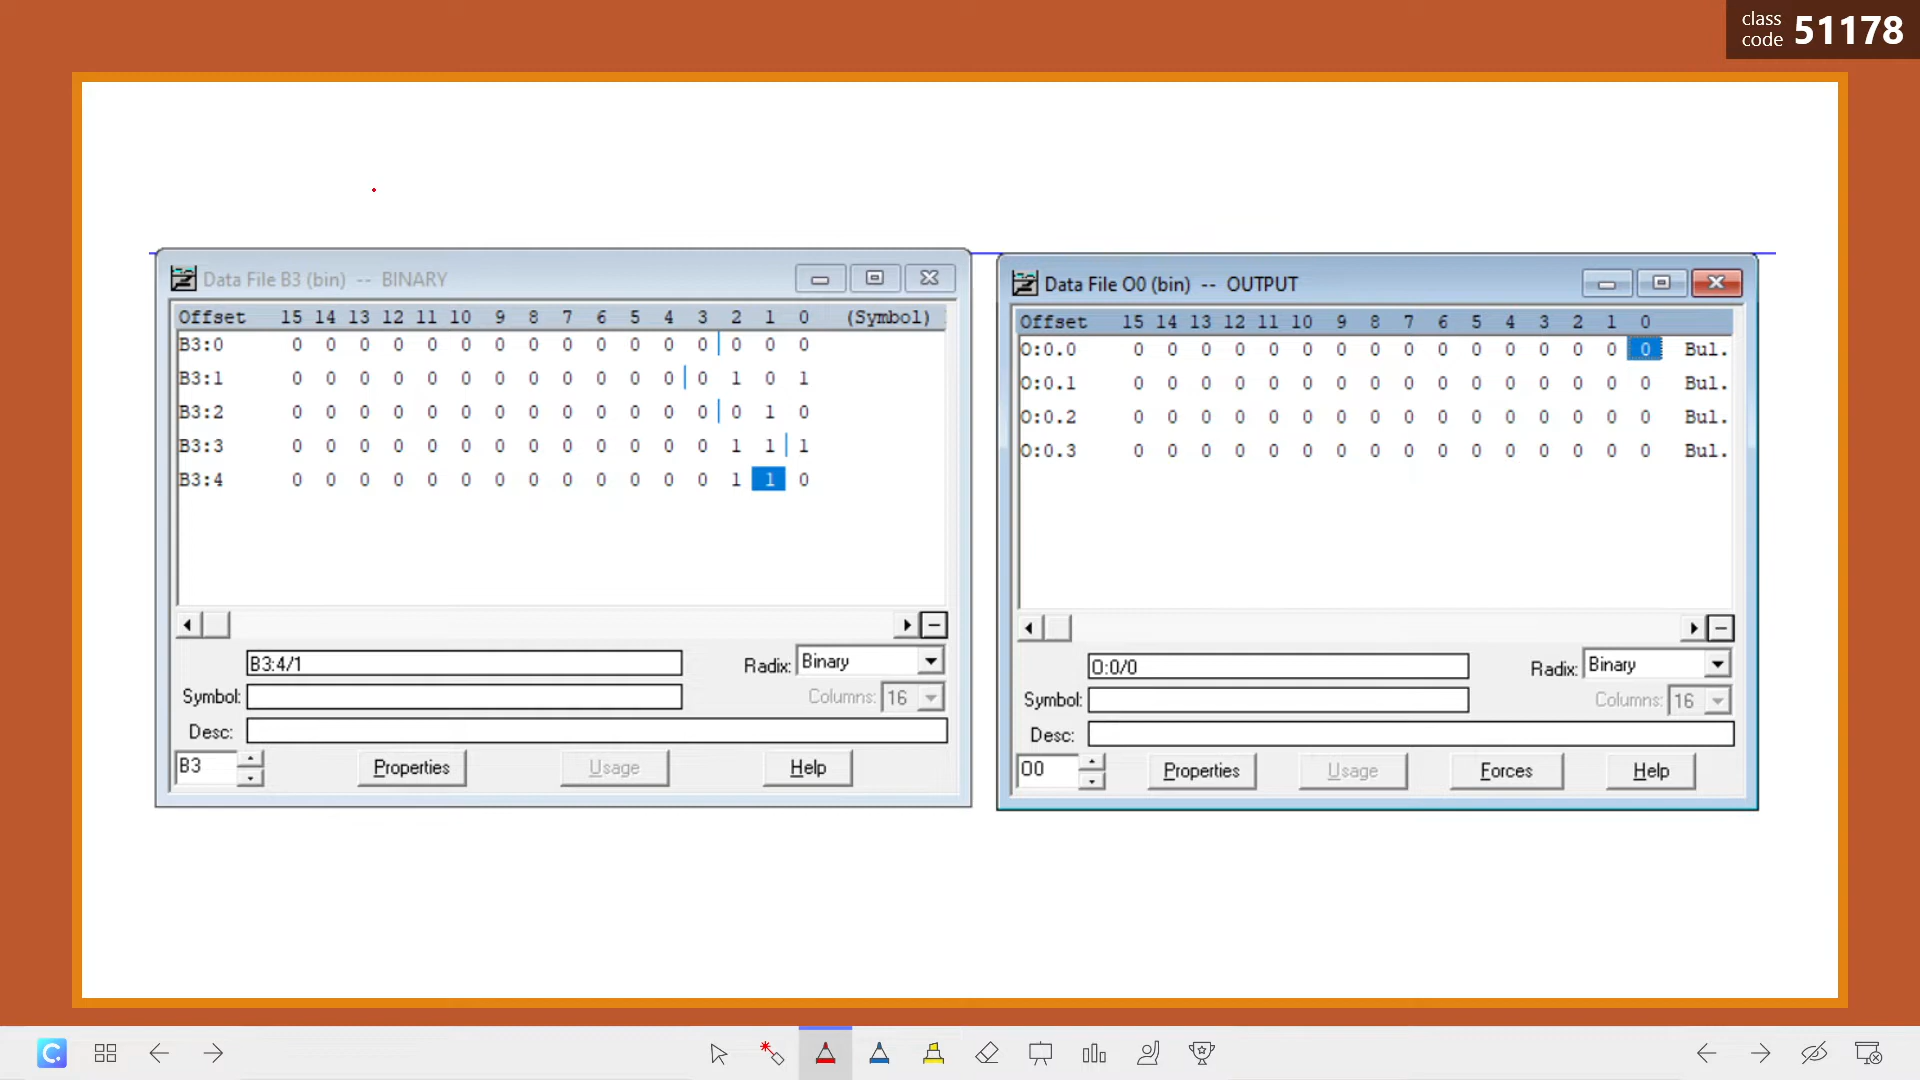 class code 51178
Data File B3 (bin) -- BINARY
Offset 15 14 13 12 11 10 9 8 7 6 5 4 3 2 1 0 (Symbol)
B3:0 0 0 0 0 0 0 0 0 0 0 0 0 0 0 0 0
B3:1 0 0 0 0 0 0 0 0 0 0 0 0 0 1 0 1
B3:2 0 0 0 0 0 0 0 0 0 0 0 0 0 0 1 0
B3:3 0 0 0 0 0 0 0 0 0 0 0 0 0 1 1 1
B3:4 0 0 0 0 0 0 0 0 0 0 0 0 0 1 1 0
B3:4/1 Radix: Binary
Symbol: Columns: 16
Desc:
B3 Properties Usage Help
Data File O0 (bin) -- OUTPUT
Offset 15 14 13 12 11 10 9 8 7 6 5 4 3 2 1 0
O:0.0 0 0 0 0 0 0 0 0 0 0 0 0 0 0 0 0 Bul.
O:0.1 0 0 0 0 0 0 0 0 0 0 0 0 0 0 0 0 Bul.
O:0.2 0 0 0 0 0 0 0 0 0 0 0 0 0 0 0 0 Bul.
O:0.3 0 0 0 0 0 0 0 0 0 0 0 0 0 0 0 0 Bul.
O:0/0 Radix: Binary
Symbol: Columns: 16
Desc:
O0 Properties Usage Forces Help